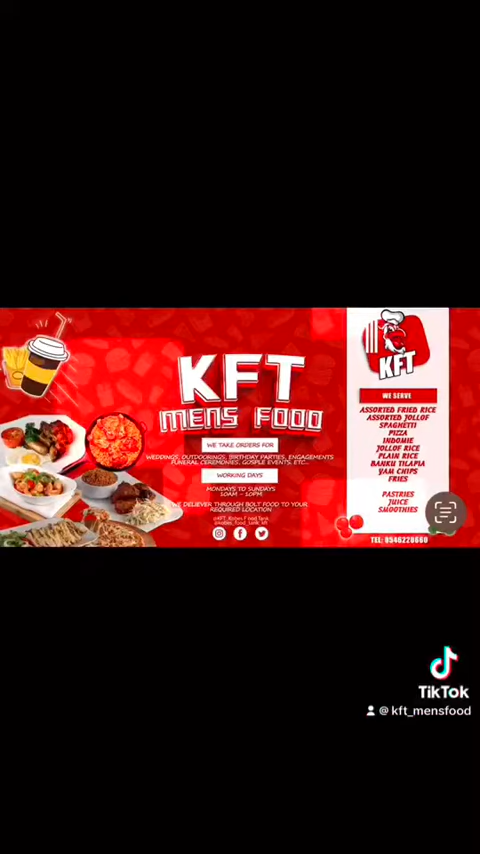 KFT
MENS FOOD
WE TAKE ORDERS FOR
WEDDINGS, OUTDOORINGS, BIRTHDAY PARTIES, ENGAGEMENTS
FUNERAL CEREMONIES, GOSPLE EVENTS, ETC..
WORKING DAYS
MONDAYS TO SUNDAYS
10AM - 10PM
WE DELIEVER THROUGH BOLT FOOD TO YOUR
REQUIRED LOCATION
KFT
WE SERVE
ASSORTED FRIED RICE
ASSORTED JOLLOF
SPAGHETTI
PIZZA
INDOMIE
JOLLOF RICE
PLAIN RICE
BANKU TILAPIA
YAM CHIPS
FRIES
PASTRIES
JUICE
SMOOTHIES
TEL:
TikTok
@ kft_mensfood